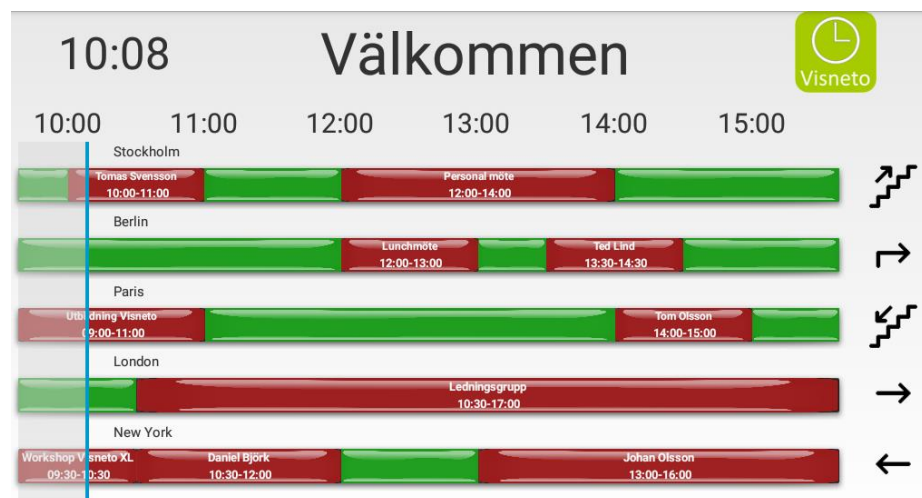 10:08
Välkommen
Visneto
10:00 11:00 12:00 13:00 14:00 15:00
Stockholm
Tomas Svensson
10:00-11:00
Personal möte
12:00-14:00
Berlin
Lunchmöte
12:00-13:00
Ted Lind
13:30-14:30
Paris
Utbildning Visneto
09:00-11:00
Tom Olsson
14:00-15:00
London
Ledningsgrupp
10:30-17:00
New York
Workshop Visneto XL
09:30-10:30
Daniel Björk
10:30-12:00
Johan Olsson
13:00-16:00